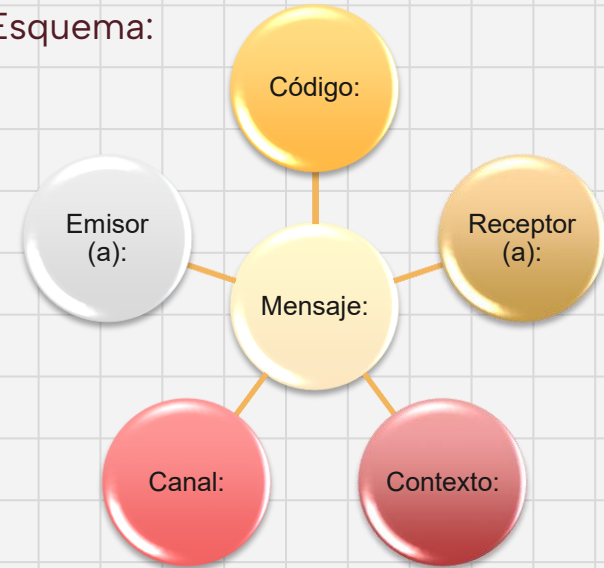 Esquema:
Código:
Emisor
(a):
Receptor
(a):
Mensaje:
Canal:
Contexto: